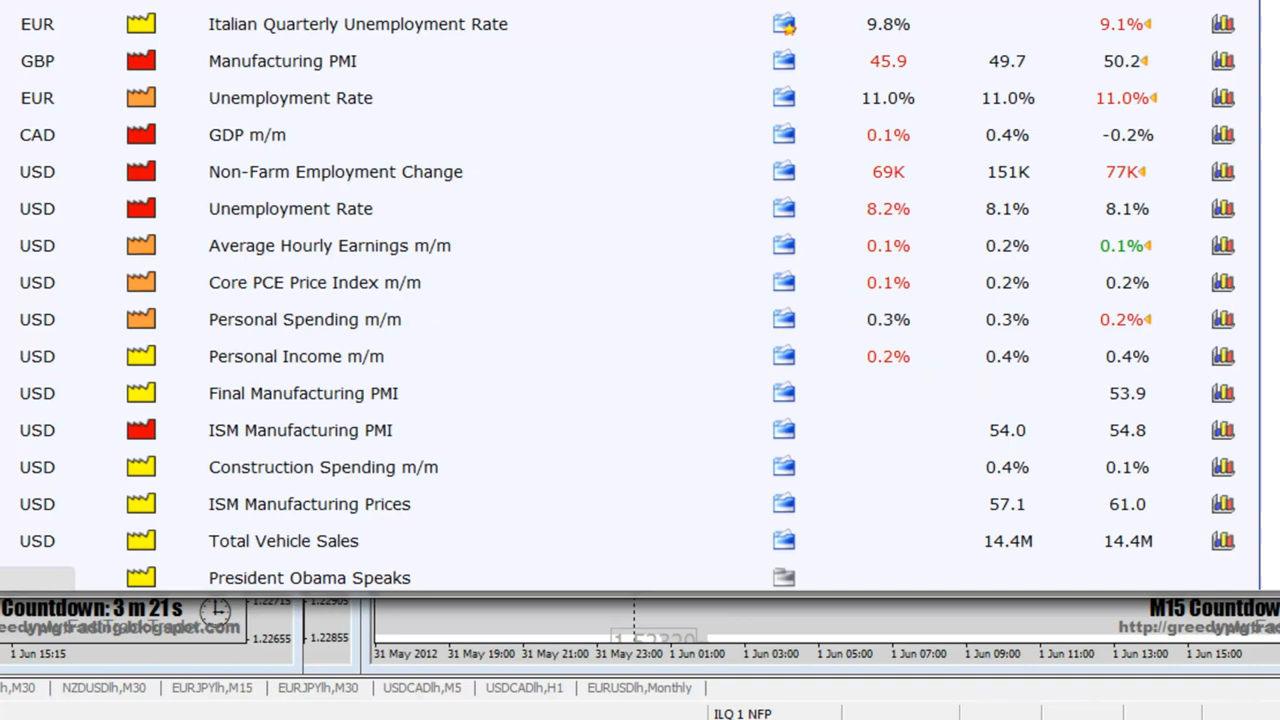 EUR Italian Quarterly Unemployment Rate 9.8% 9.1%
GBP Manufacturing PMI 45.9 49.7 50.2
EUR Unemployment Rate 11.0% 11.0% 11.0%
CAD GDP m/m 0.1% 0.4% -0.2%
USD Non-Farm Employment Change 69K 151K 77K
USD Unemployment Rate 8.2% 8.1% 8.1%
USD Average Hourly Earnings m/m 0.1% 0.2% 0.1%
USD Core PCE Price Index m/m 0.1% 0.2% 0.2%
USD Personal Spending m/m 0.3% 0.3% 0.2%
USD Personal Income m/m 0.2% 0.4% 0.4%
USD Final Manufacturing PMI 53.9
USD ISM Manufacturing PMI 54.0 54.8
USD Construction Spending m/m 0.4% 0.1%
USD ISM Manufacturing Prices 57.1 61.0
USD Total Vehicle Sales 14.4M 14.4M
President Obama Speaks
Countdown: 3 m 21 s 1.22715 1.22905 M15 Countdow
1.22655 1.22855 1.52320
1 Jun 15:15 31 May 2012 31 May 19:00 31 May 21:00 31 May 23:00 1 Jun 01:00 1 Jun 03:00 1 Jun 05:00 1 Jun 07:00 1 Jun 09:00 1 Jun 11:00 1 Jun 13:00 1 Jun 15:00
lh,M30 NZDUSDlh,M30 EURJPYlh,M15 EURJPYlh,M30 USDCADlh,M5 USDCADlh,H1 EURUSDlh,Monthly
ILQ 1 NFP